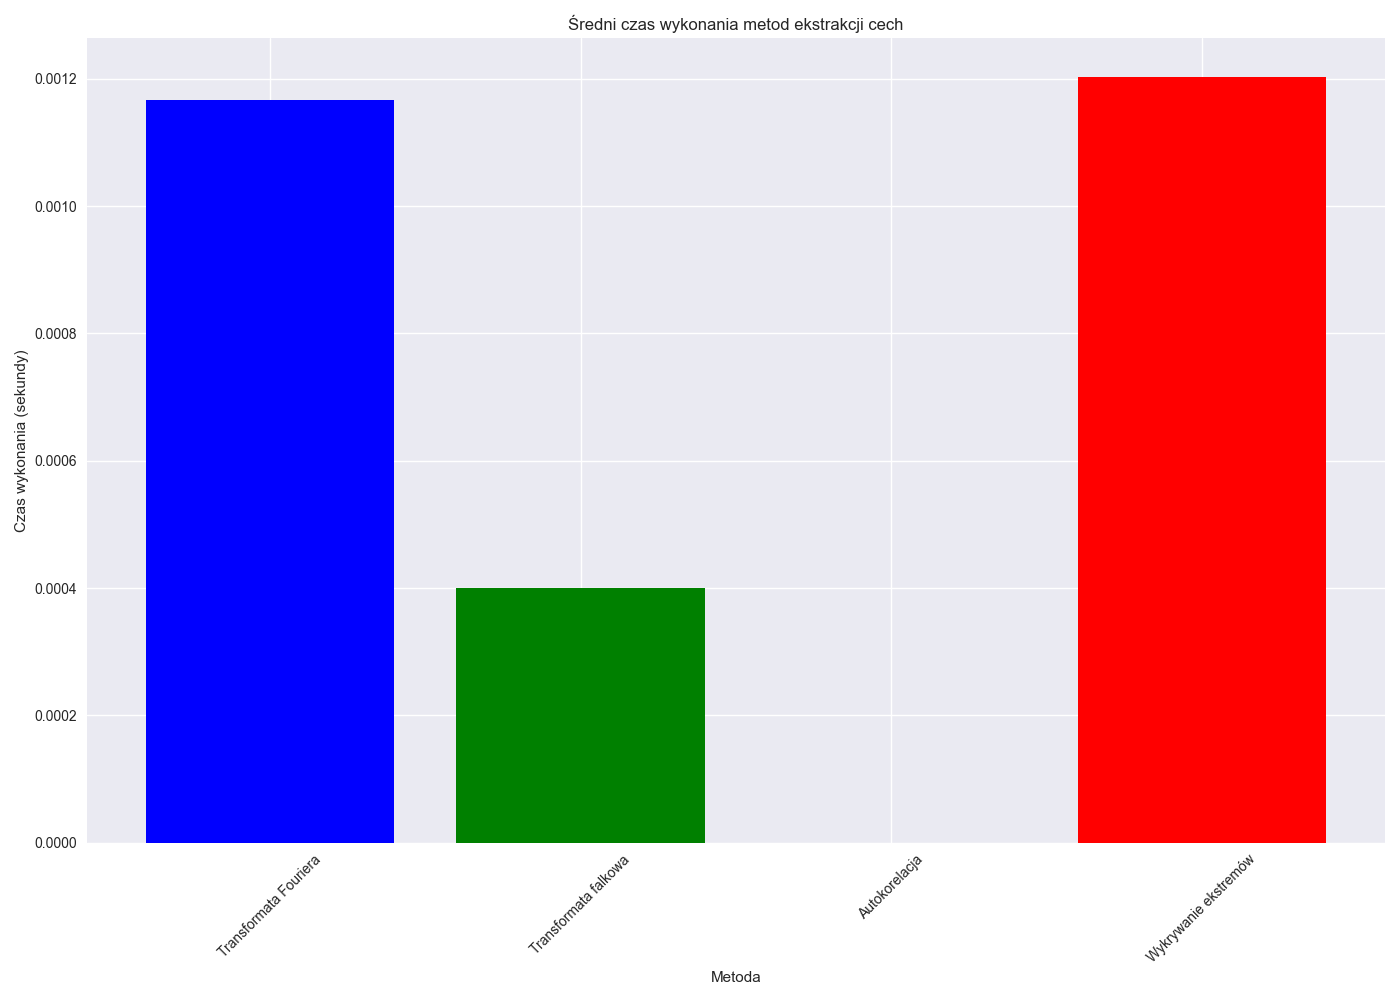 Średni czas wykonania metod ekstrakcji cech
Czas wykonania (sekundy)
0.0012
0.0010
0.0008
0.0006
0.0004
0.0002
0.0000
Transformata Fouriera
Transformata falkowa
Autokorelacja
Wykrywanie ekstremów
Metoda